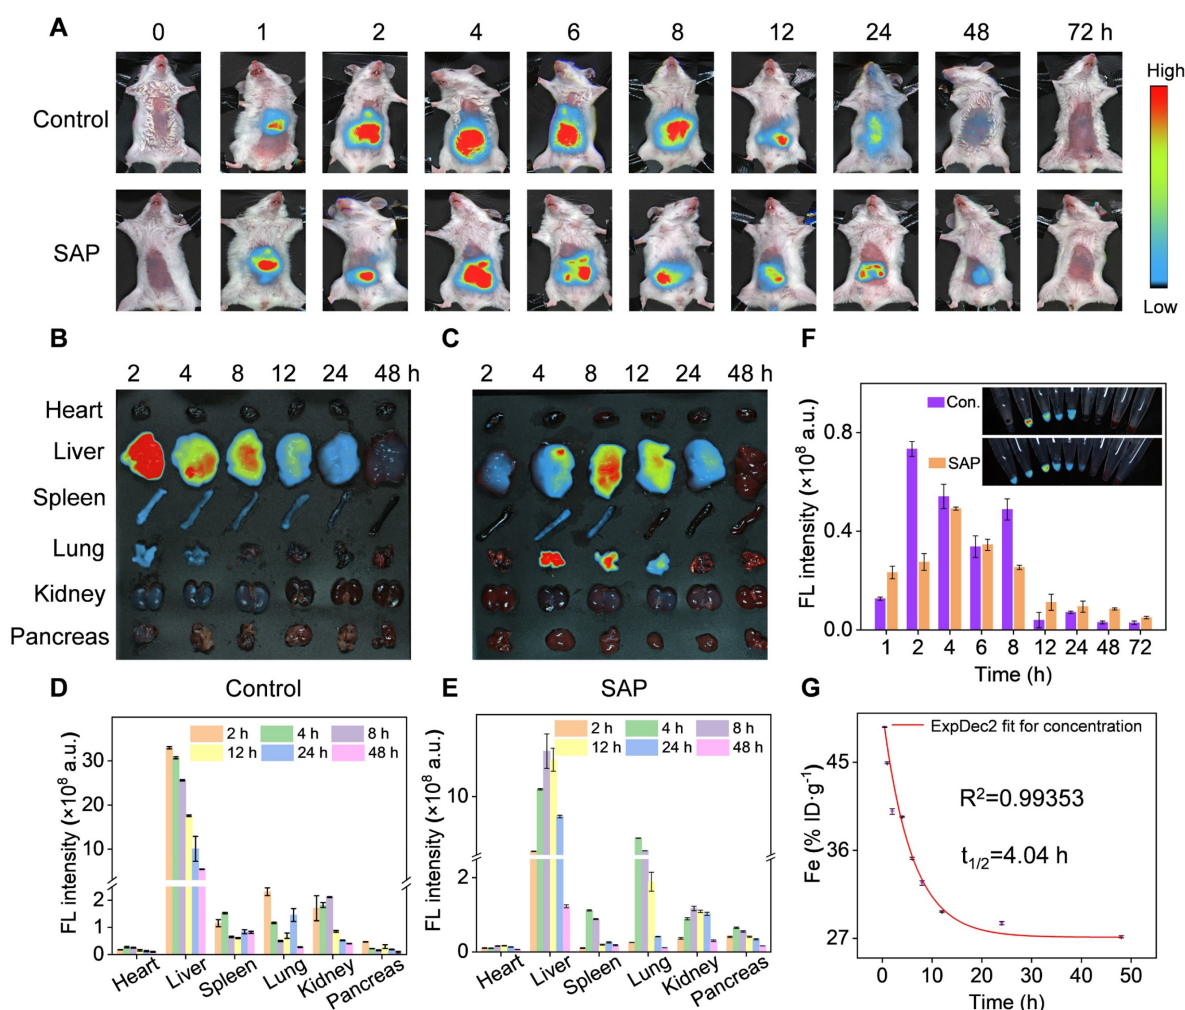 A
0 1 2 4 6 8 12 24 48 72 h
Control
SAP
High
Low
B
2 4 8 12 24 48 h
Heart
Liver
Spleen
Lung
Kidney
Pancreas
C
2 4 8 12 24 48 h
F
Con.
SAP
FL intensity (×10⁸ a.u.)
0.8
0.4
0.0
1 2 4 6 8 12 24 48 72
Time (h)
D
Control
2 h 4 h 8 h
12 h 24 h 48 h
FL intensity (×10⁸ a.u.)
30
20
10
2
1
0
Heart Liver Spleen Lung Kidney Pancreas
E
SAP
2 h 4 h 8 h
12 h 24 h 48 h
FL intensity (×10⁸ a.u.)
10
2
0
Heart Liver Spleen Lung Kidney Pancreas
G
ExpDec2 fit for concentration
R²=0.99353
t₁/₂=4.04 h
Fe (% ID·g⁻¹)
45
36
27
0 10 20 30 40 50
Time (h)